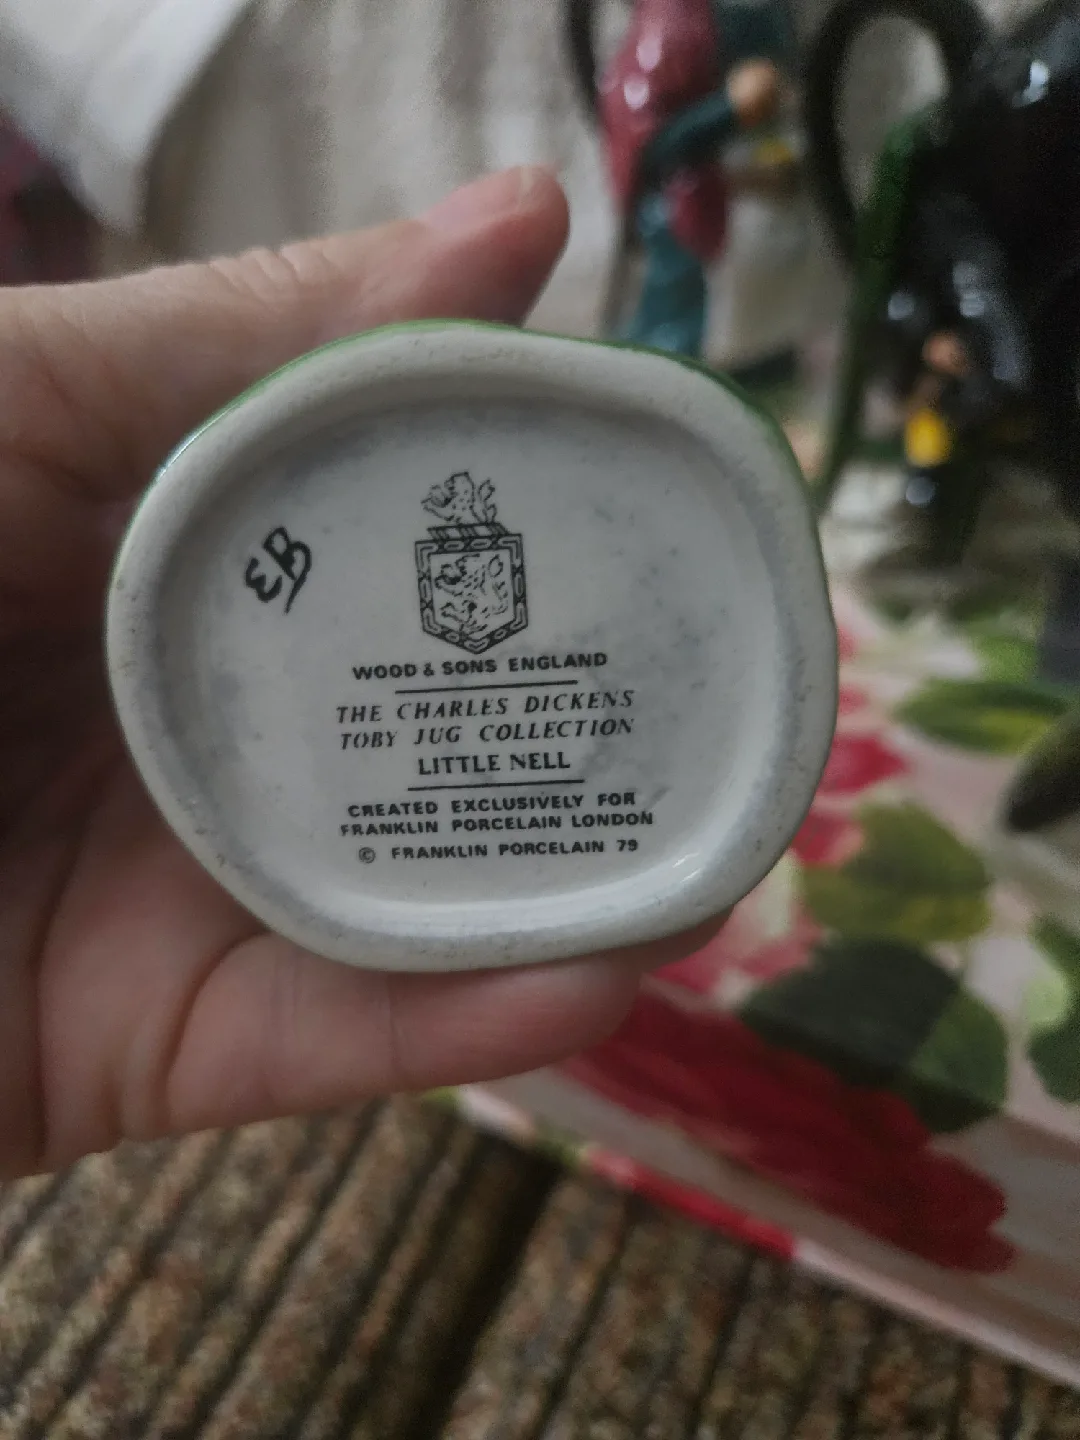 EB
WOOD & SONS ENGLAND
THE CHARLES DICKENS
TOBY JUG COLLECTION
LITTLE NELL
CREATED EXCLUSIVELY FOR
FRANKLIN PORCELAIN LONDON
© FRANKLIN PORCELAIN 79